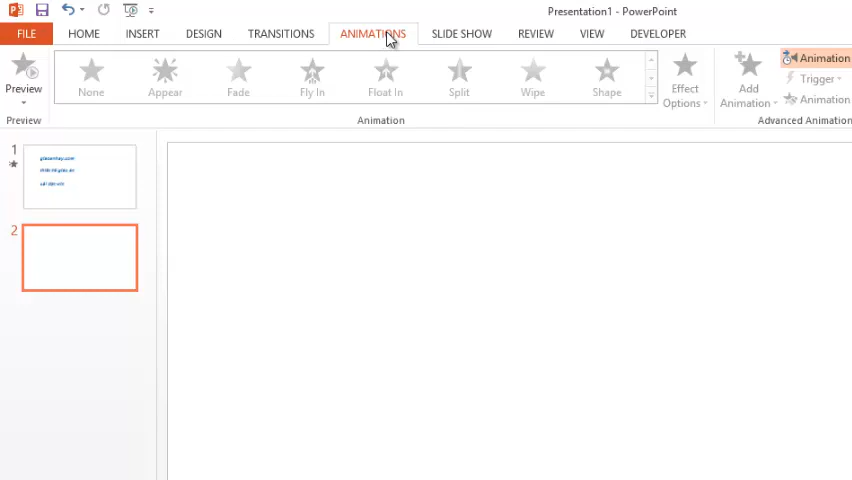 Presentation1 - PowerPoint
FILE HOME INSERT DESIGN TRANSITIONS ANIMATIONS SLIDE SHOW REVIEW VIEW DEVELOPER
Preview None Appear Fade Fly In Float In Split Wipe Shape Effect Options Add Animation Animation
Trigger
Animation
Preview Animation Advanced Animation
1
2